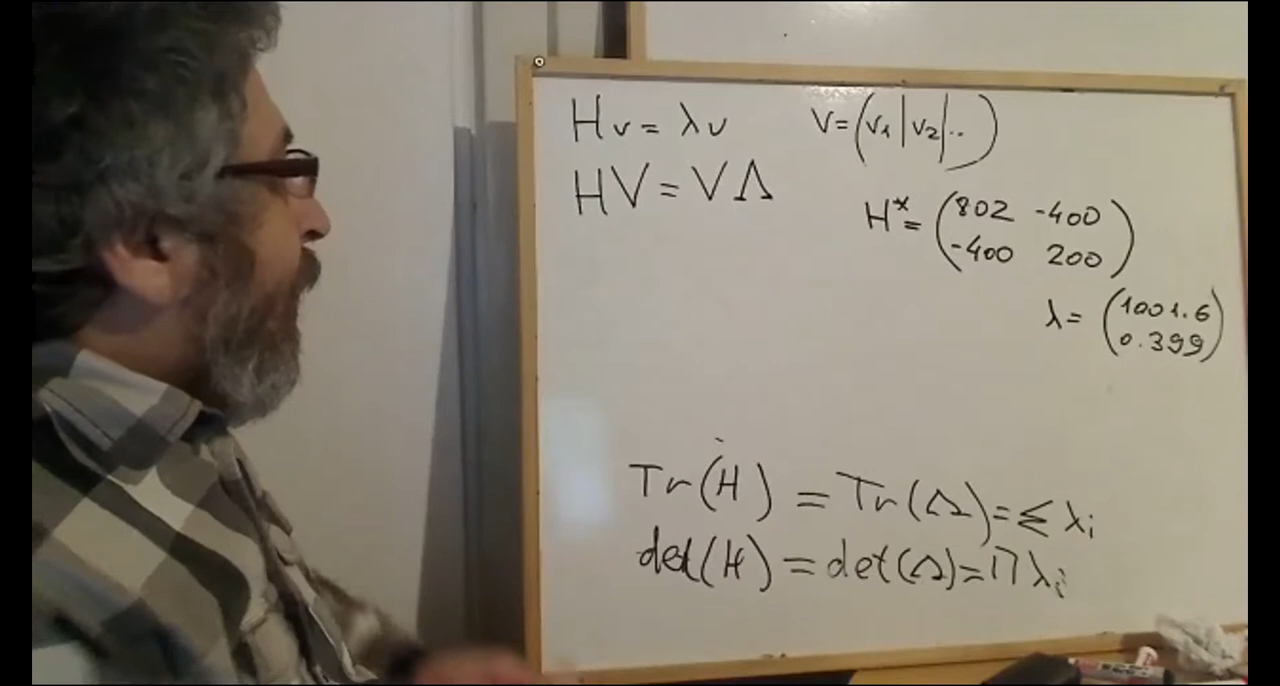 Hv = λv
V = (v1 | v2 | ..)
HV = VΛ
H* = (802 -400
-400 200)
λ = (1001.6
0.399)
Tr(H) = Tr(Λ) = Σ λi
det(H) = det(Λ) = Π λi